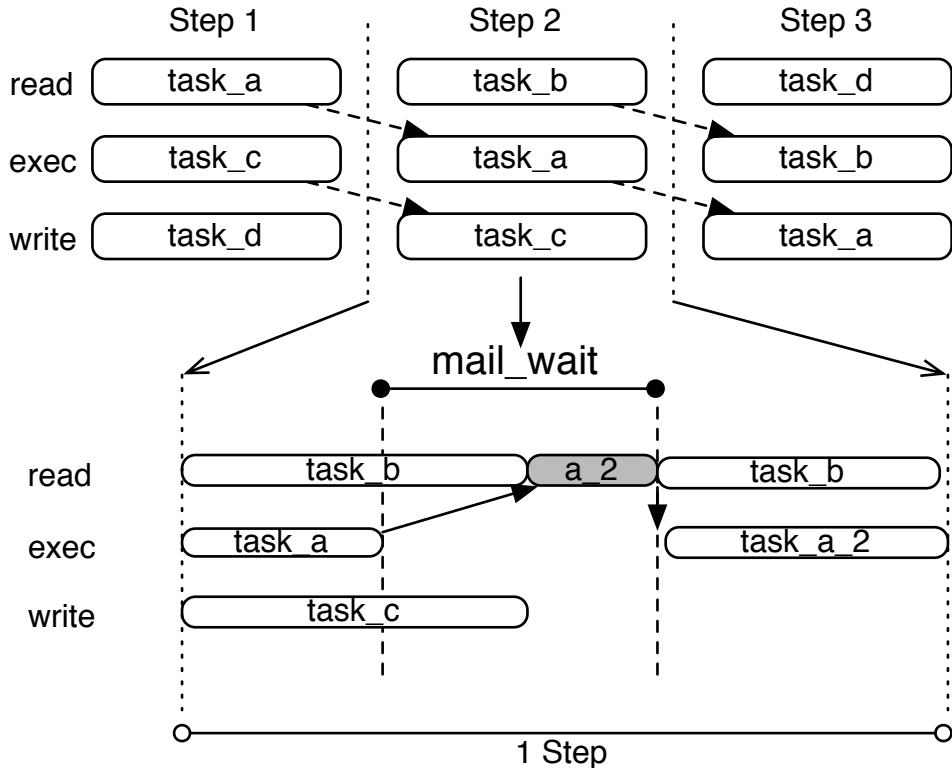 Step 1 Step 2 Step 3
read task_a task_b task_d
exec task_c task_a task_b
write task_d task_c task_a
mail_wait
read task_b a_2 task_b
exec task_a task_a_2
write task_c
1 Step